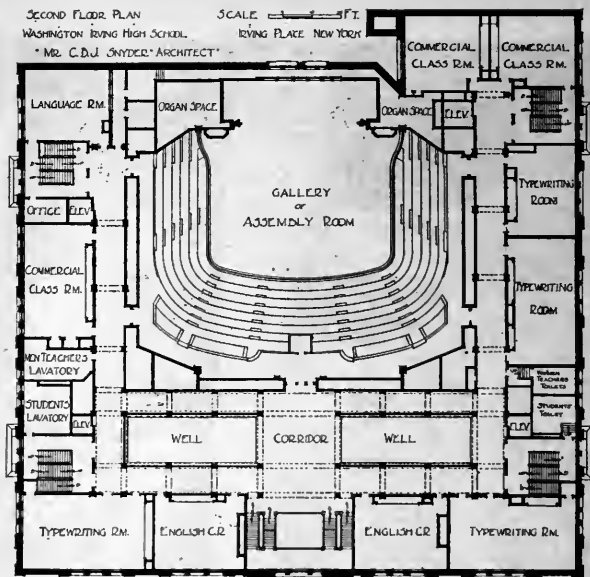 SECOND FLOOR PLAN
SCALE FT.
WASHINGTON IRVING HIGH SCHOOL
IRVING PLACE NEW YORK
"MR. C.B.J. SNYDER" ARCHITECT"
COMMERCIAL
CLASS RM.
COMMERCIAL
CLASS RM.
LANGUAGE RM.
ORGAN SPACE
ORGAN SPACE
ELEV.
GALLERY
OF
ASSEMBLY ROOM
TYPEWRITING
ROOM
OFFICE
ELEV.
COMMERCIAL
CLASS RM.
TYPEWRITING
ROOM
MEN TEACHERS
LAVATORY
WOMEN
TEACHERS
TOILETS
STUDENTS
LAVATORY
STUDENTS
TOILET
ELEV.
WELL
CORRIDOR
WELL
ELEV.
TYPEWRITING RM.
ENGLISH C.R.
ENGLISH C.R.
TYPEWRITING RM.